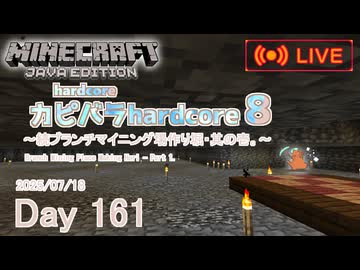 MINECRAFT
JAVA EDITION
LIVE
hardcore
カピバラhardcore 8
～続ブランチマイニング場作り編・其の壱。～
Branch Mining Place Making Hen! - Part 1.
2025/07/18
Day 161